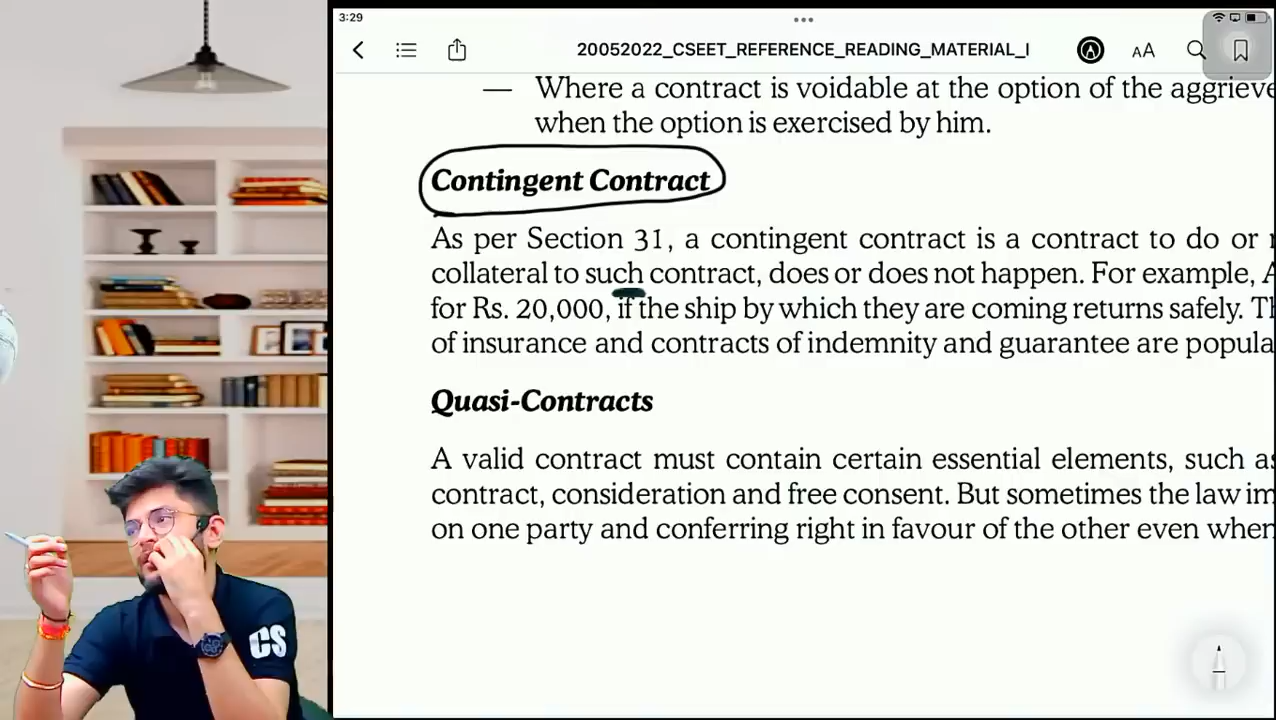 3:29
20052022_CSEET_REFERENCE_READING_MATERIAL_I
AA
— Where a contract is voidable at the option of the aggrieve
when the option is exercised by him.
Contingent Contract
As per Section 31, a contingent contract is a contract to do or
collateral to such contract, does or does not happen. For example, A
for Rs. 20,000, if the ship by which they are coming returns safely. Th
of insurance and contracts of indemnity and guarantee are popula
Quasi-Contracts
A valid contract must contain certain essential elements, such as
contract, consideration and free consent. But sometimes the law im
on one party and conferring right in favour of the other even when
CS